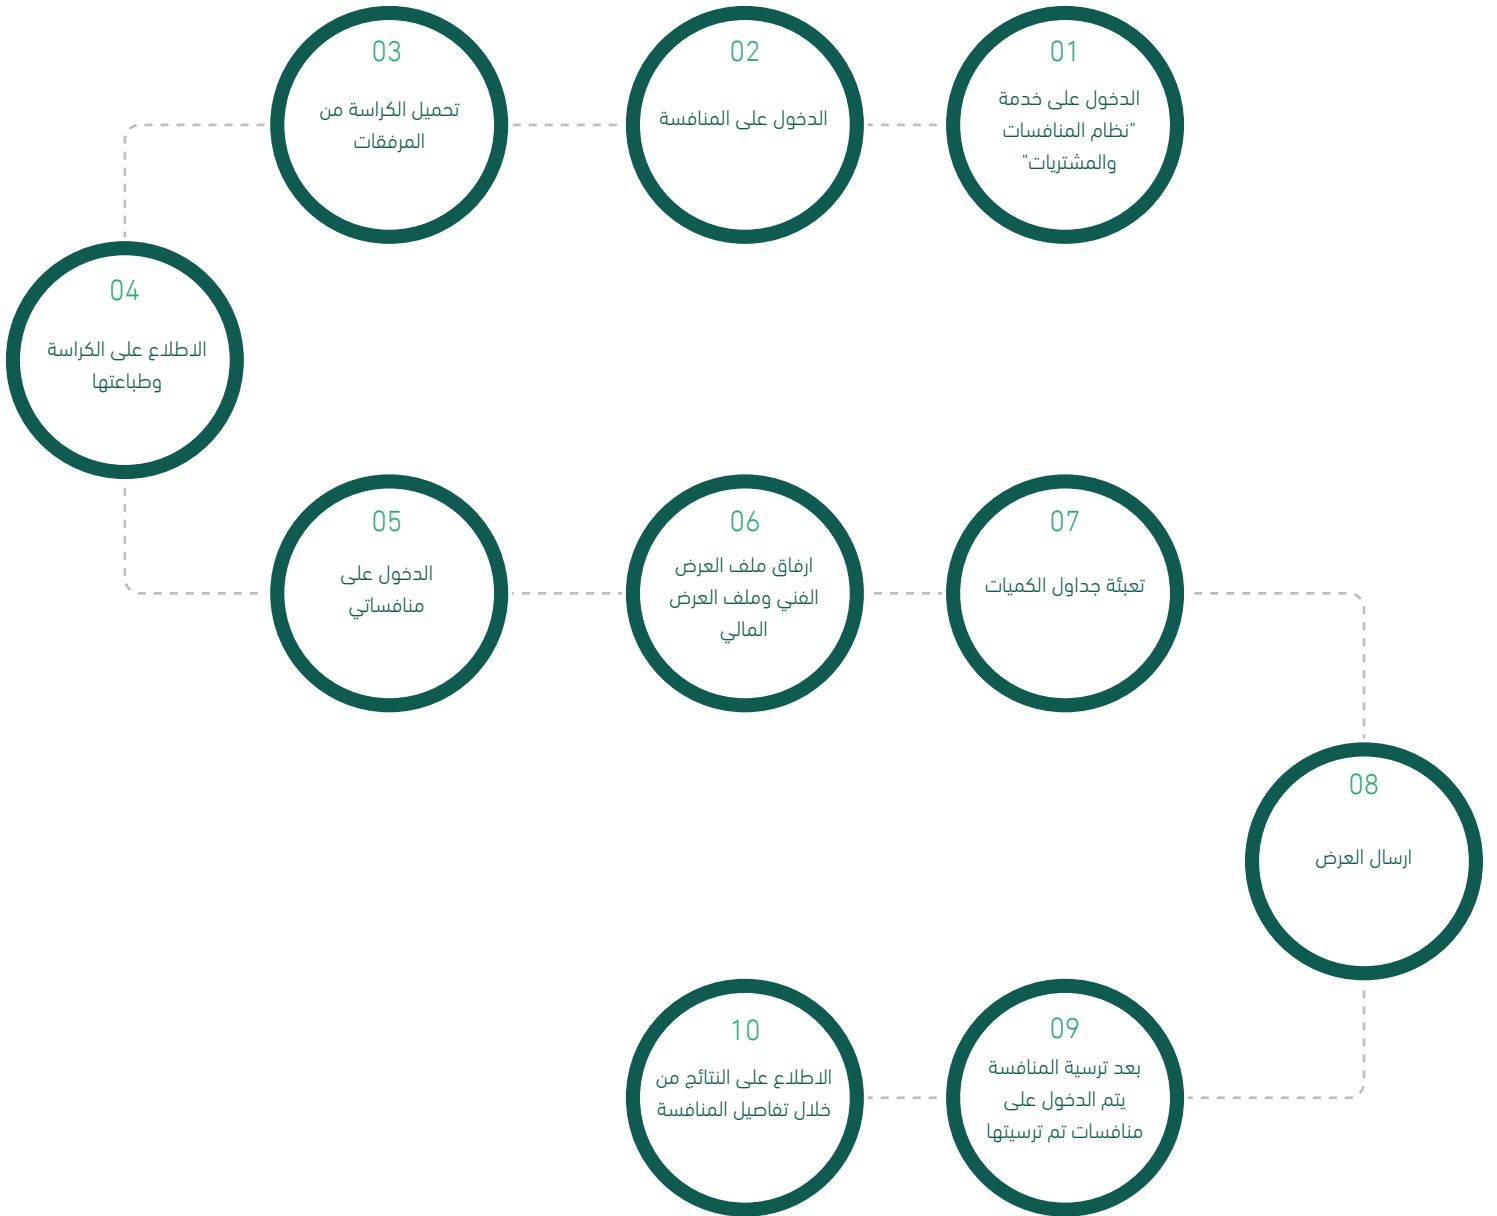 01
الدخول على خدمة
"نظام المنافسات
والمشتريات"
02
الدخول على المنافسة
03
تحميل الكراسة من
المرفقات
04
الاطلاع على الكراسة
وطباعتها
05
الدخول على
منافساتي
06
ارفاق ملف العرض
الفني وملف العرض
المالي
07
تعبئة جداول الكميات
08
ارسال العرض
09
بعد ترسية المنافسة
يتم الدخول على
منافسات تم ترسيتها
10
الاطلاع على النتائج من
خلال تفاصيل المنافسة